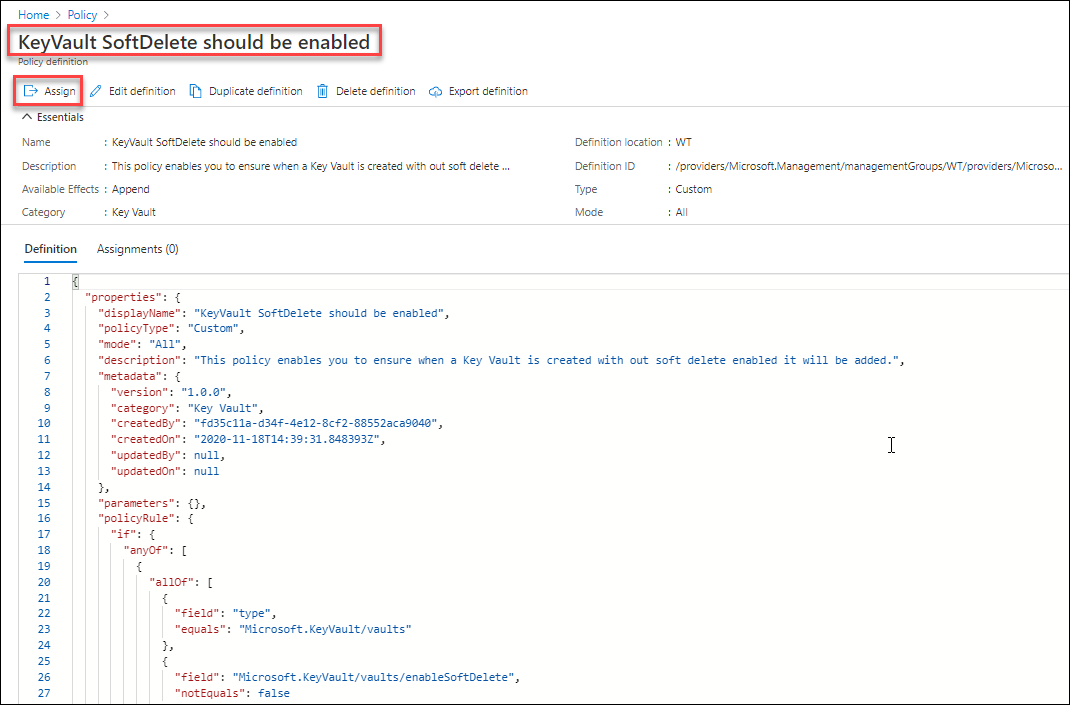 Home > Policy >
KeyVault SoftDelete should be enabled
Policy definition
Assign Edit definition Duplicate definition Delete definition Export definition
Essentials
Name : KeyVault SoftDelete should be enabled Definition location : WT
Description : This policy enables you to ensure when a Key Vault is created with out soft delete ... Definition ID : /providers/Microsoft.Management/managementGroups/WT/providers/Microso...
Available Effects : Append Type : Custom
Category : Key Vault Mode : All
Definition Assignments (0)
1 {
2 "properties": {
3 "displayName": "KeyVault SoftDelete should be enabled",
4 "policyType": "Custom",
5 "mode": "All",
6 "description": "This policy enables you to ensure when a Key Vault is created with out soft delete enabled it will be added.",
7 "metadata": {
8 "version": "1.0.0",
9 "category": "Key Vault",
10 "createdBy": "fd35c11a-d34f-4e12-8cf2-88552aca9040",
11 "createdOn": "2020-11-18T14:39:31.848393Z",
12 "updatedBy": null,
13 "updatedOn": null
14 },
15 "parameters": {},
16 "policyRule": {
17 "if": {
18 "anyOf": [
19 {
20 "allOf": [
21 {
22 "field": "type",
23 "equals": "Microsoft.KeyVault/vaults"
24 },
25 {
26 "field": "Microsoft.KeyVault/vaults/enableSoftDelete",
27 "notEquals": false